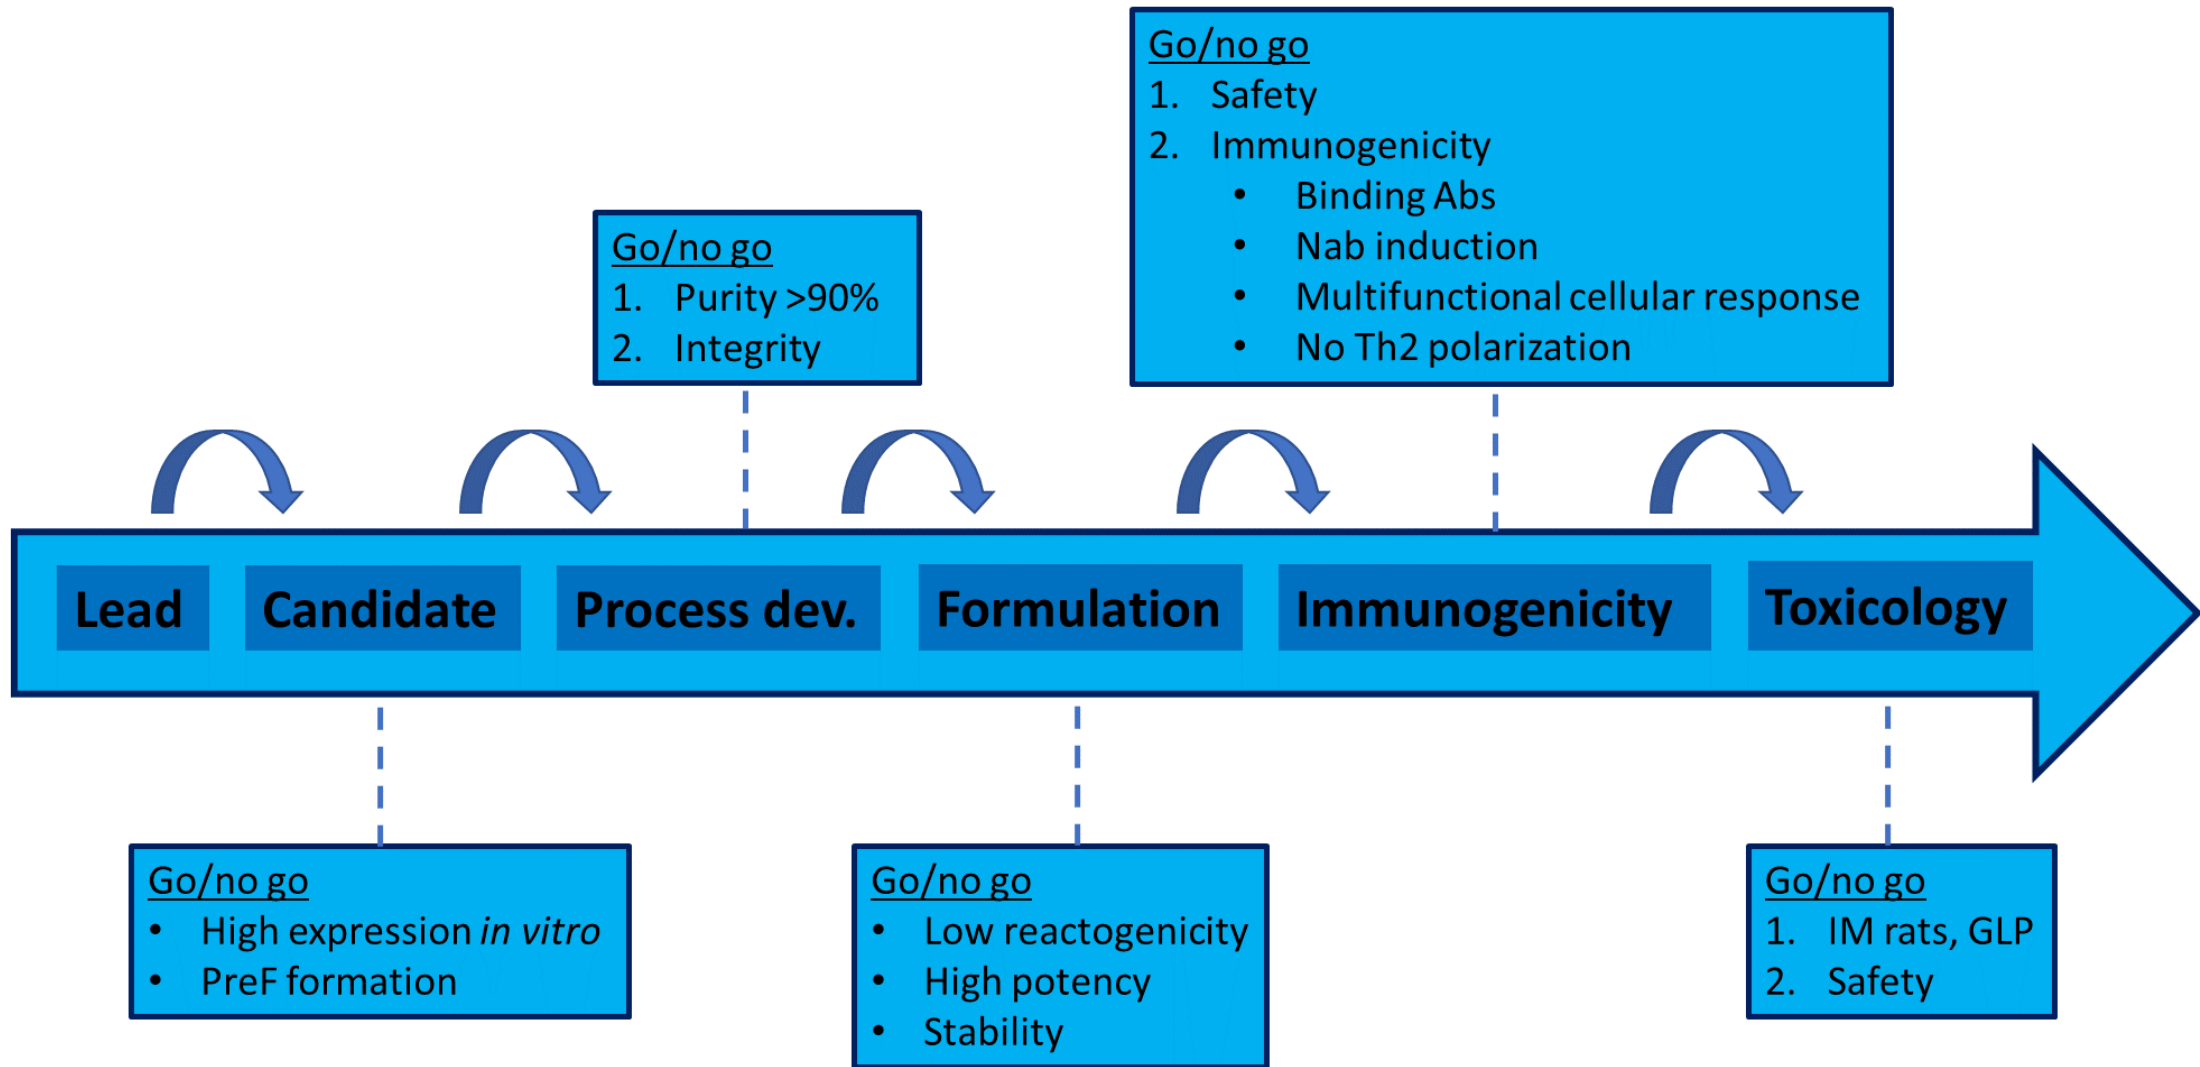 Go/no go
1. Safety
2. Immunogenicity
• Binding Abs
• Nab induction
• Multifunctional cellular response
• No Th2 polarization
Go/no go
1. Purity >90%
2. Integrity
Lead
Candidate
Process dev.
Formulation
Immunogenicity
Toxicology
Go/no go
• High expression in vitro
• PreF formation
Go/no go
• Low reactogenicity
• High potency
• Stability
Go/no go
1. IM rats, GLP
2. Safety